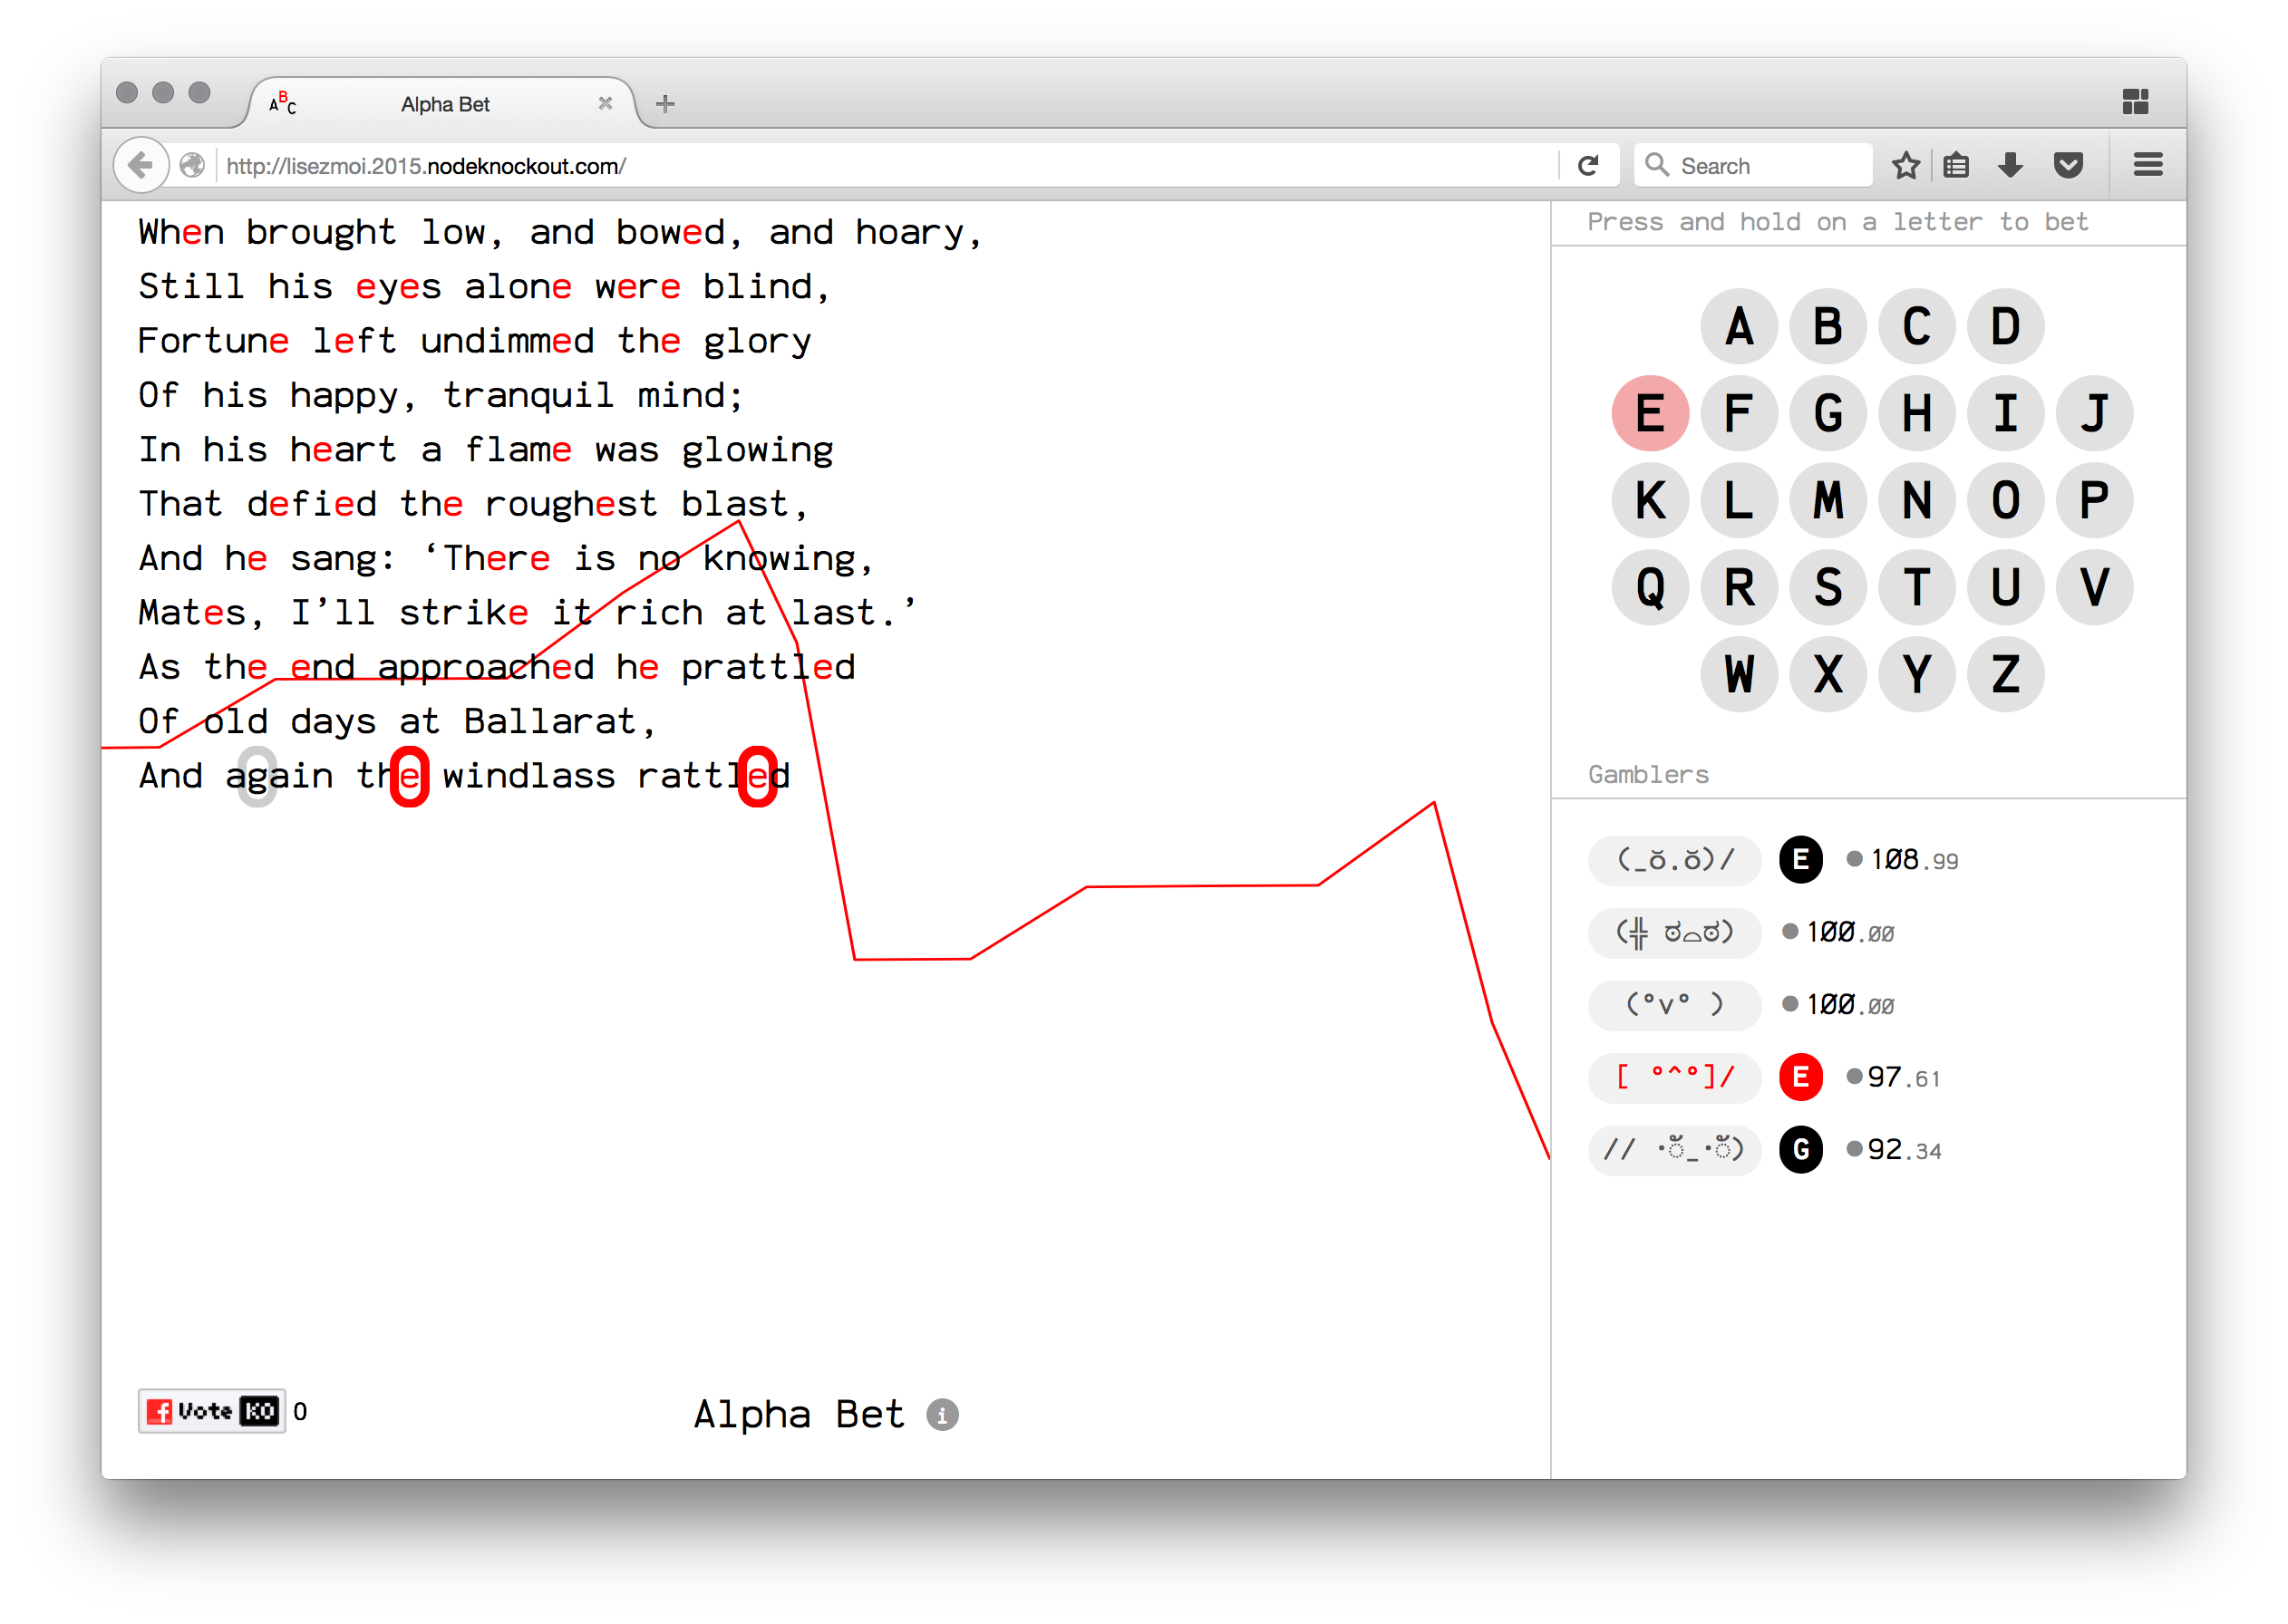 ABC Alpha Bet
http://lisezmoi.2015.nodeknockout.com/
Search
When brought low, and bowed, and hoary,
Still his eyes alone were blind,
Fortune left undimmed the glory
Of his happy, tranquil mind;
In his heart a flame was glowing
That defied the roughest blast,
And he sang: ‘There is no knowing,
Mates, I’ll strike it rich at last.’
As the end approached he prattled
Of old days at Ballarat,
And again the windlass rattled
f Vote KO 0
Alpha Bet i
Press and hold on a letter to bet
A B C D
E F G H I J
K L M N O P
Q R S T U V
W X Y Z
Gamblers
(_ŏ.ŏ)/ E 108.99
(╬ ಠ⌓ಠ) 100.00
(°v° ) 100.00
[ °^°]/ E 97.61
// ･ั_･ั) G 92.34